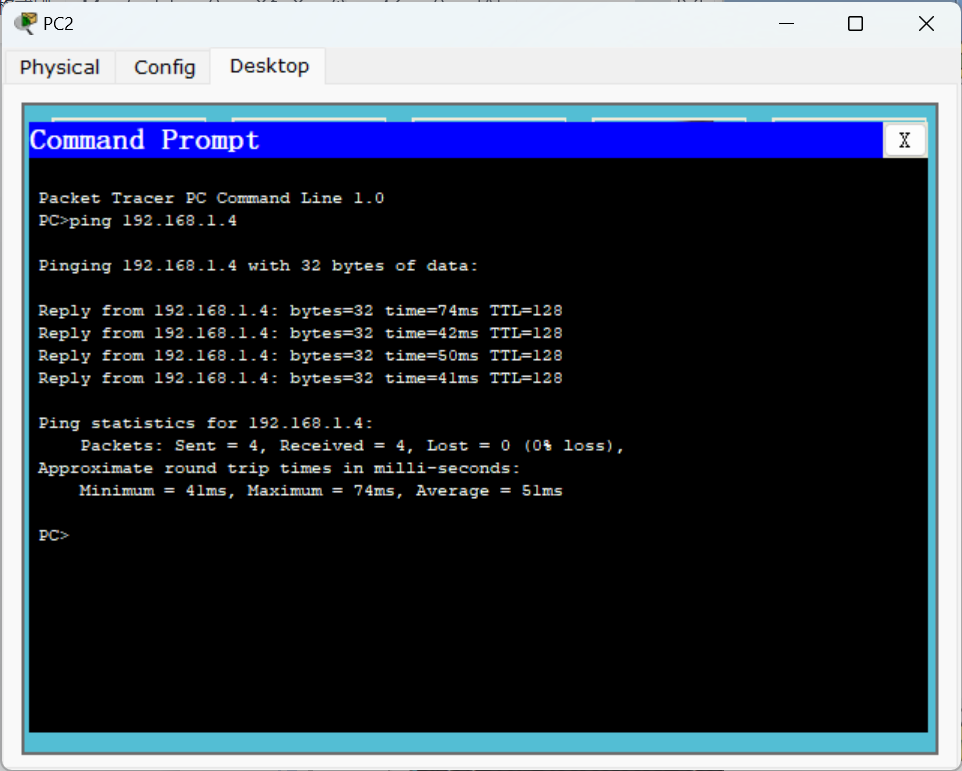 PC2
Physical Config Desktop
Command Prompt X
Packet Tracer PC Command Line 1.0
PC>ping 192.168.1.4
Pinging 192.168.1.4 with 32 bytes of data:
Reply from 192.168.1.4: bytes=32 time=74ms TTL=128
Reply from 192.168.1.4: bytes=32 time=42ms TTL=128
Reply from 192.168.1.4: bytes=32 time=50ms TTL=128
Reply from 192.168.1.4: bytes=32 time=41ms TTL=128
Ping statistics for 192.168.1.4:
Packets: Sent = 4, Received = 4, Lost = 0 (0% loss),
Approximate round trip times in milli-seconds:
Minimum = 41ms, Maximum = 74ms, Average = 51ms
PC>